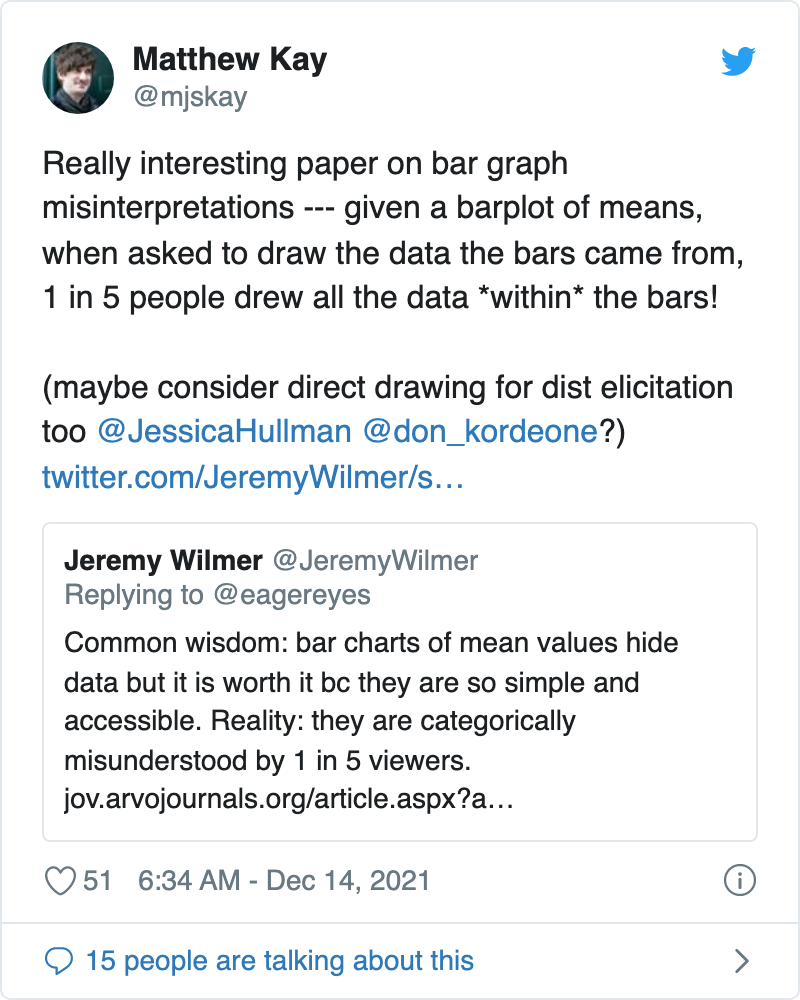 Matthew Kay
@mjskay
Really interesting paper on bar graph
misinterpretations --- given a barplot of means,
when asked to draw the data the bars came from,
1 in 5 people drew all the data *within* the bars!
(maybe consider direct drawing for dist elicitation
too @JessicaHullman @don_kordeone?)
twitter.com/JeremyWilmer/s…
Jeremy Wilmer @JeremyWilmer
Replying to @eagereyes
Common wisdom: bar charts of mean values hide
data but it is worth it bc they are so simple and
accessible. Reality: they are categorically
misunderstood by 1 in 5 viewers.
jov.arvojournals.org/article.aspx?a…
51 6:34 AM - Dec 14, 2021
15 people are talking about this